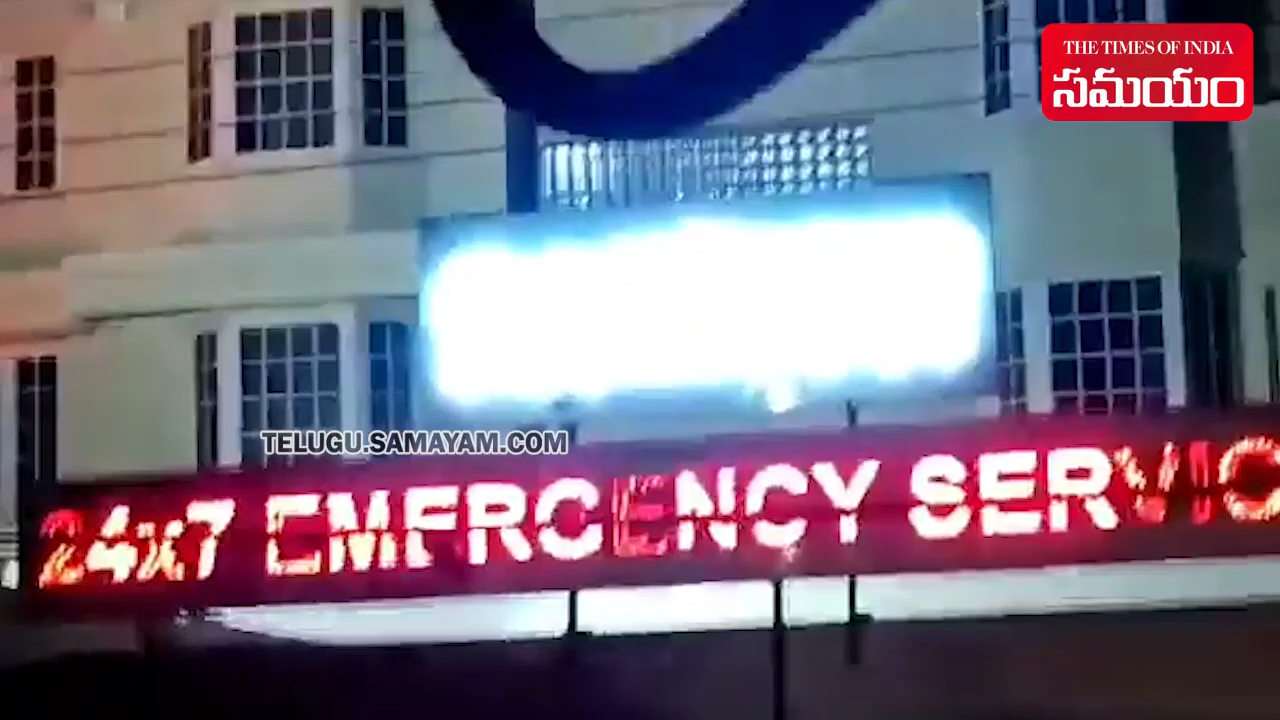 THE TIMES OF INDIA
సమయం
TELUGU.SAMAYAM.COM
24x7 EMERGENCY SERVIC